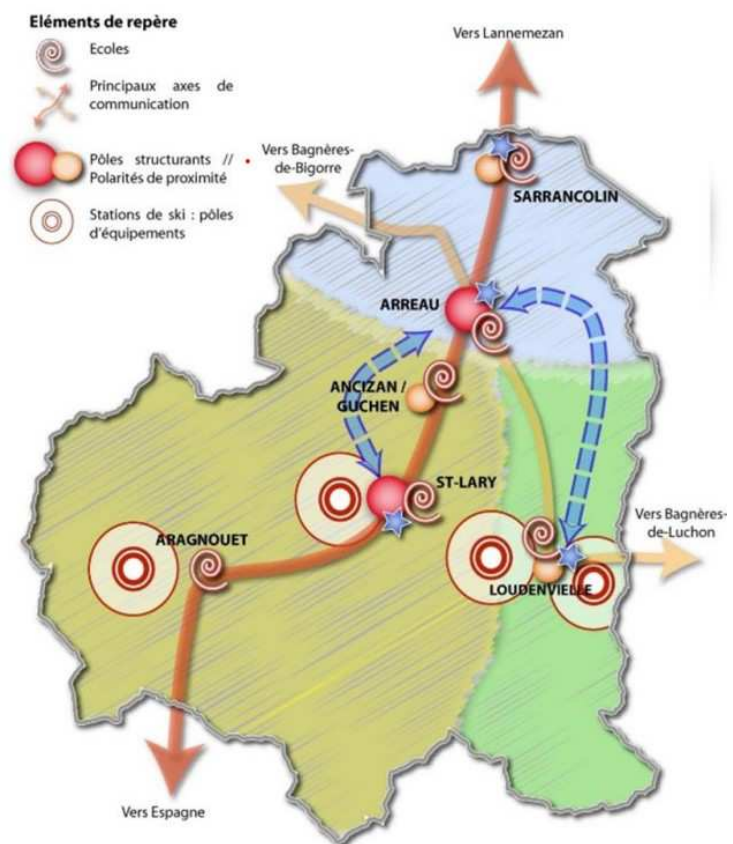 Eléments de repère
Ecoles
Principaux axes de
communication
Pôles structurants //
Polarités de proximité
Stations de ski : pôles
d'équipements
Vers Lannemezan
Vers Bagnères-
de-Bigorre
SARRANCOLIN
ARREAU
ANCIZAN /
GUCHEN
ST-LARY
Vers Bagnères-
de-Luchon
ARAGNOUET
LOUDENVIELLE
Vers Espagne